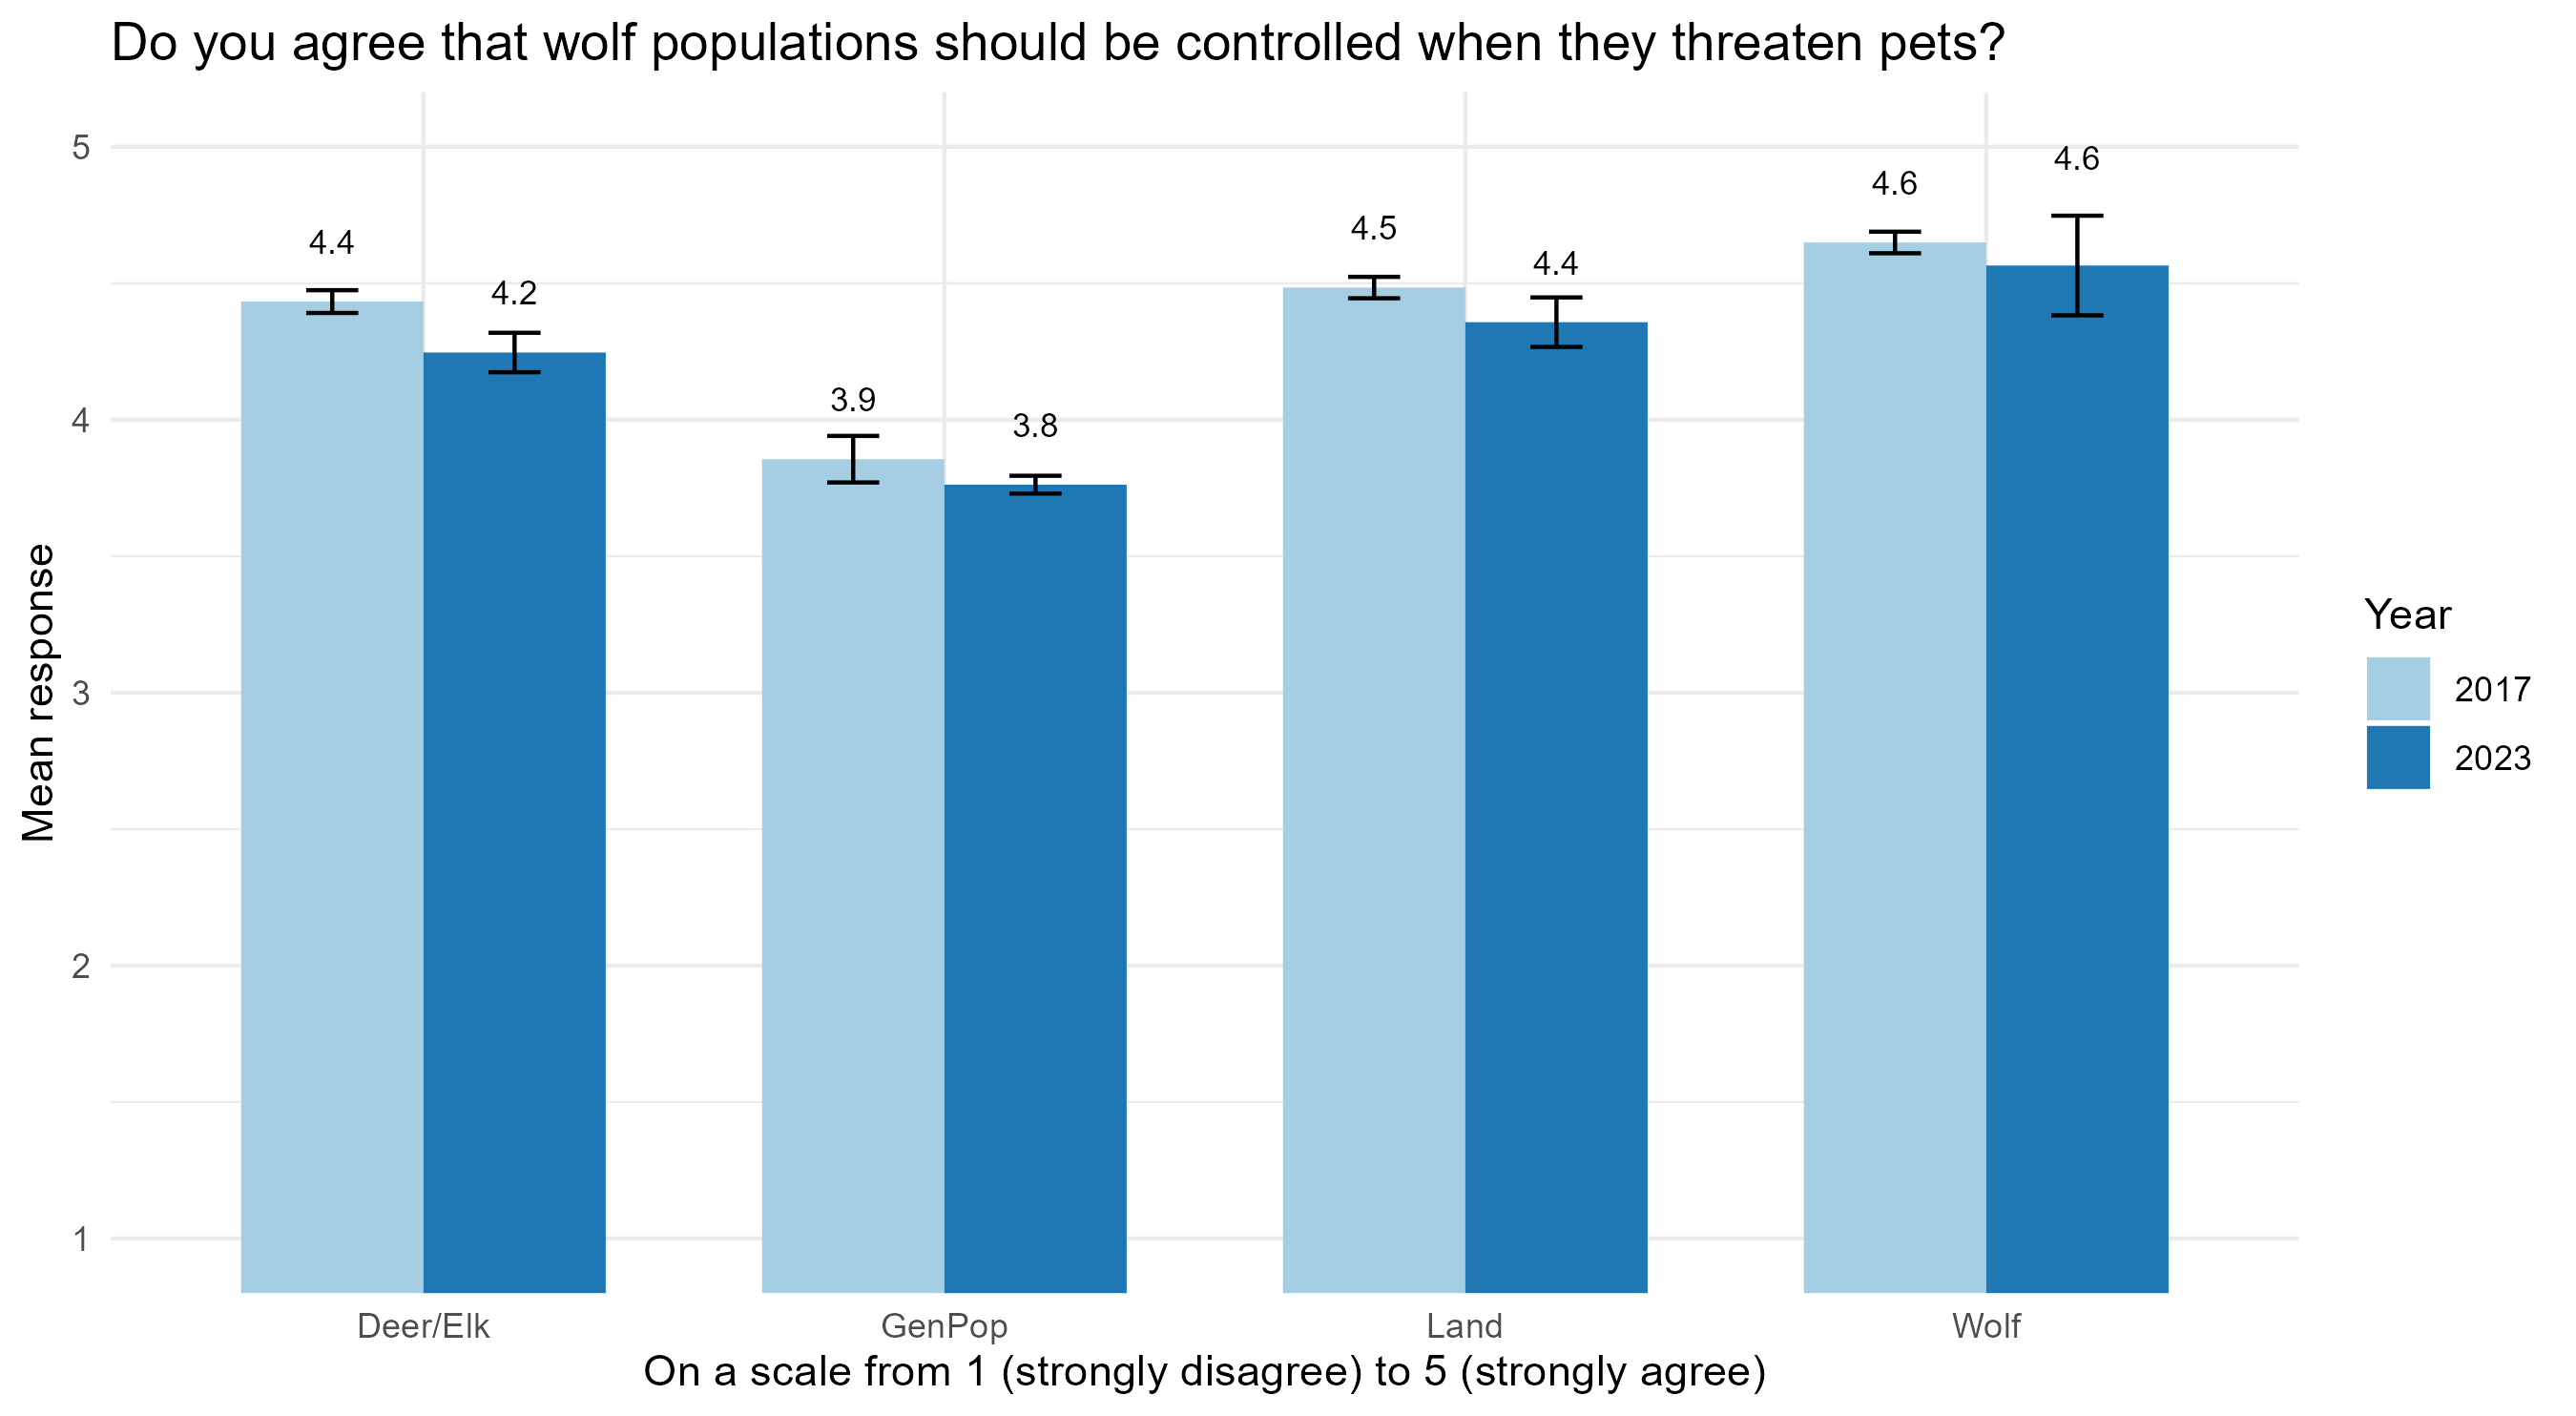 Do you agree that wolf populations should be controlled when they threaten pets?
Mean response
5
4
3
2
1
4.4
4.2
3.9
3.8
4.5
4.4
4.6
4.6
Deer/Elk
GenPop
Land
Wolf
On a scale from 1 (strongly disagree) to 5 (strongly agree)
Year
2017
2023